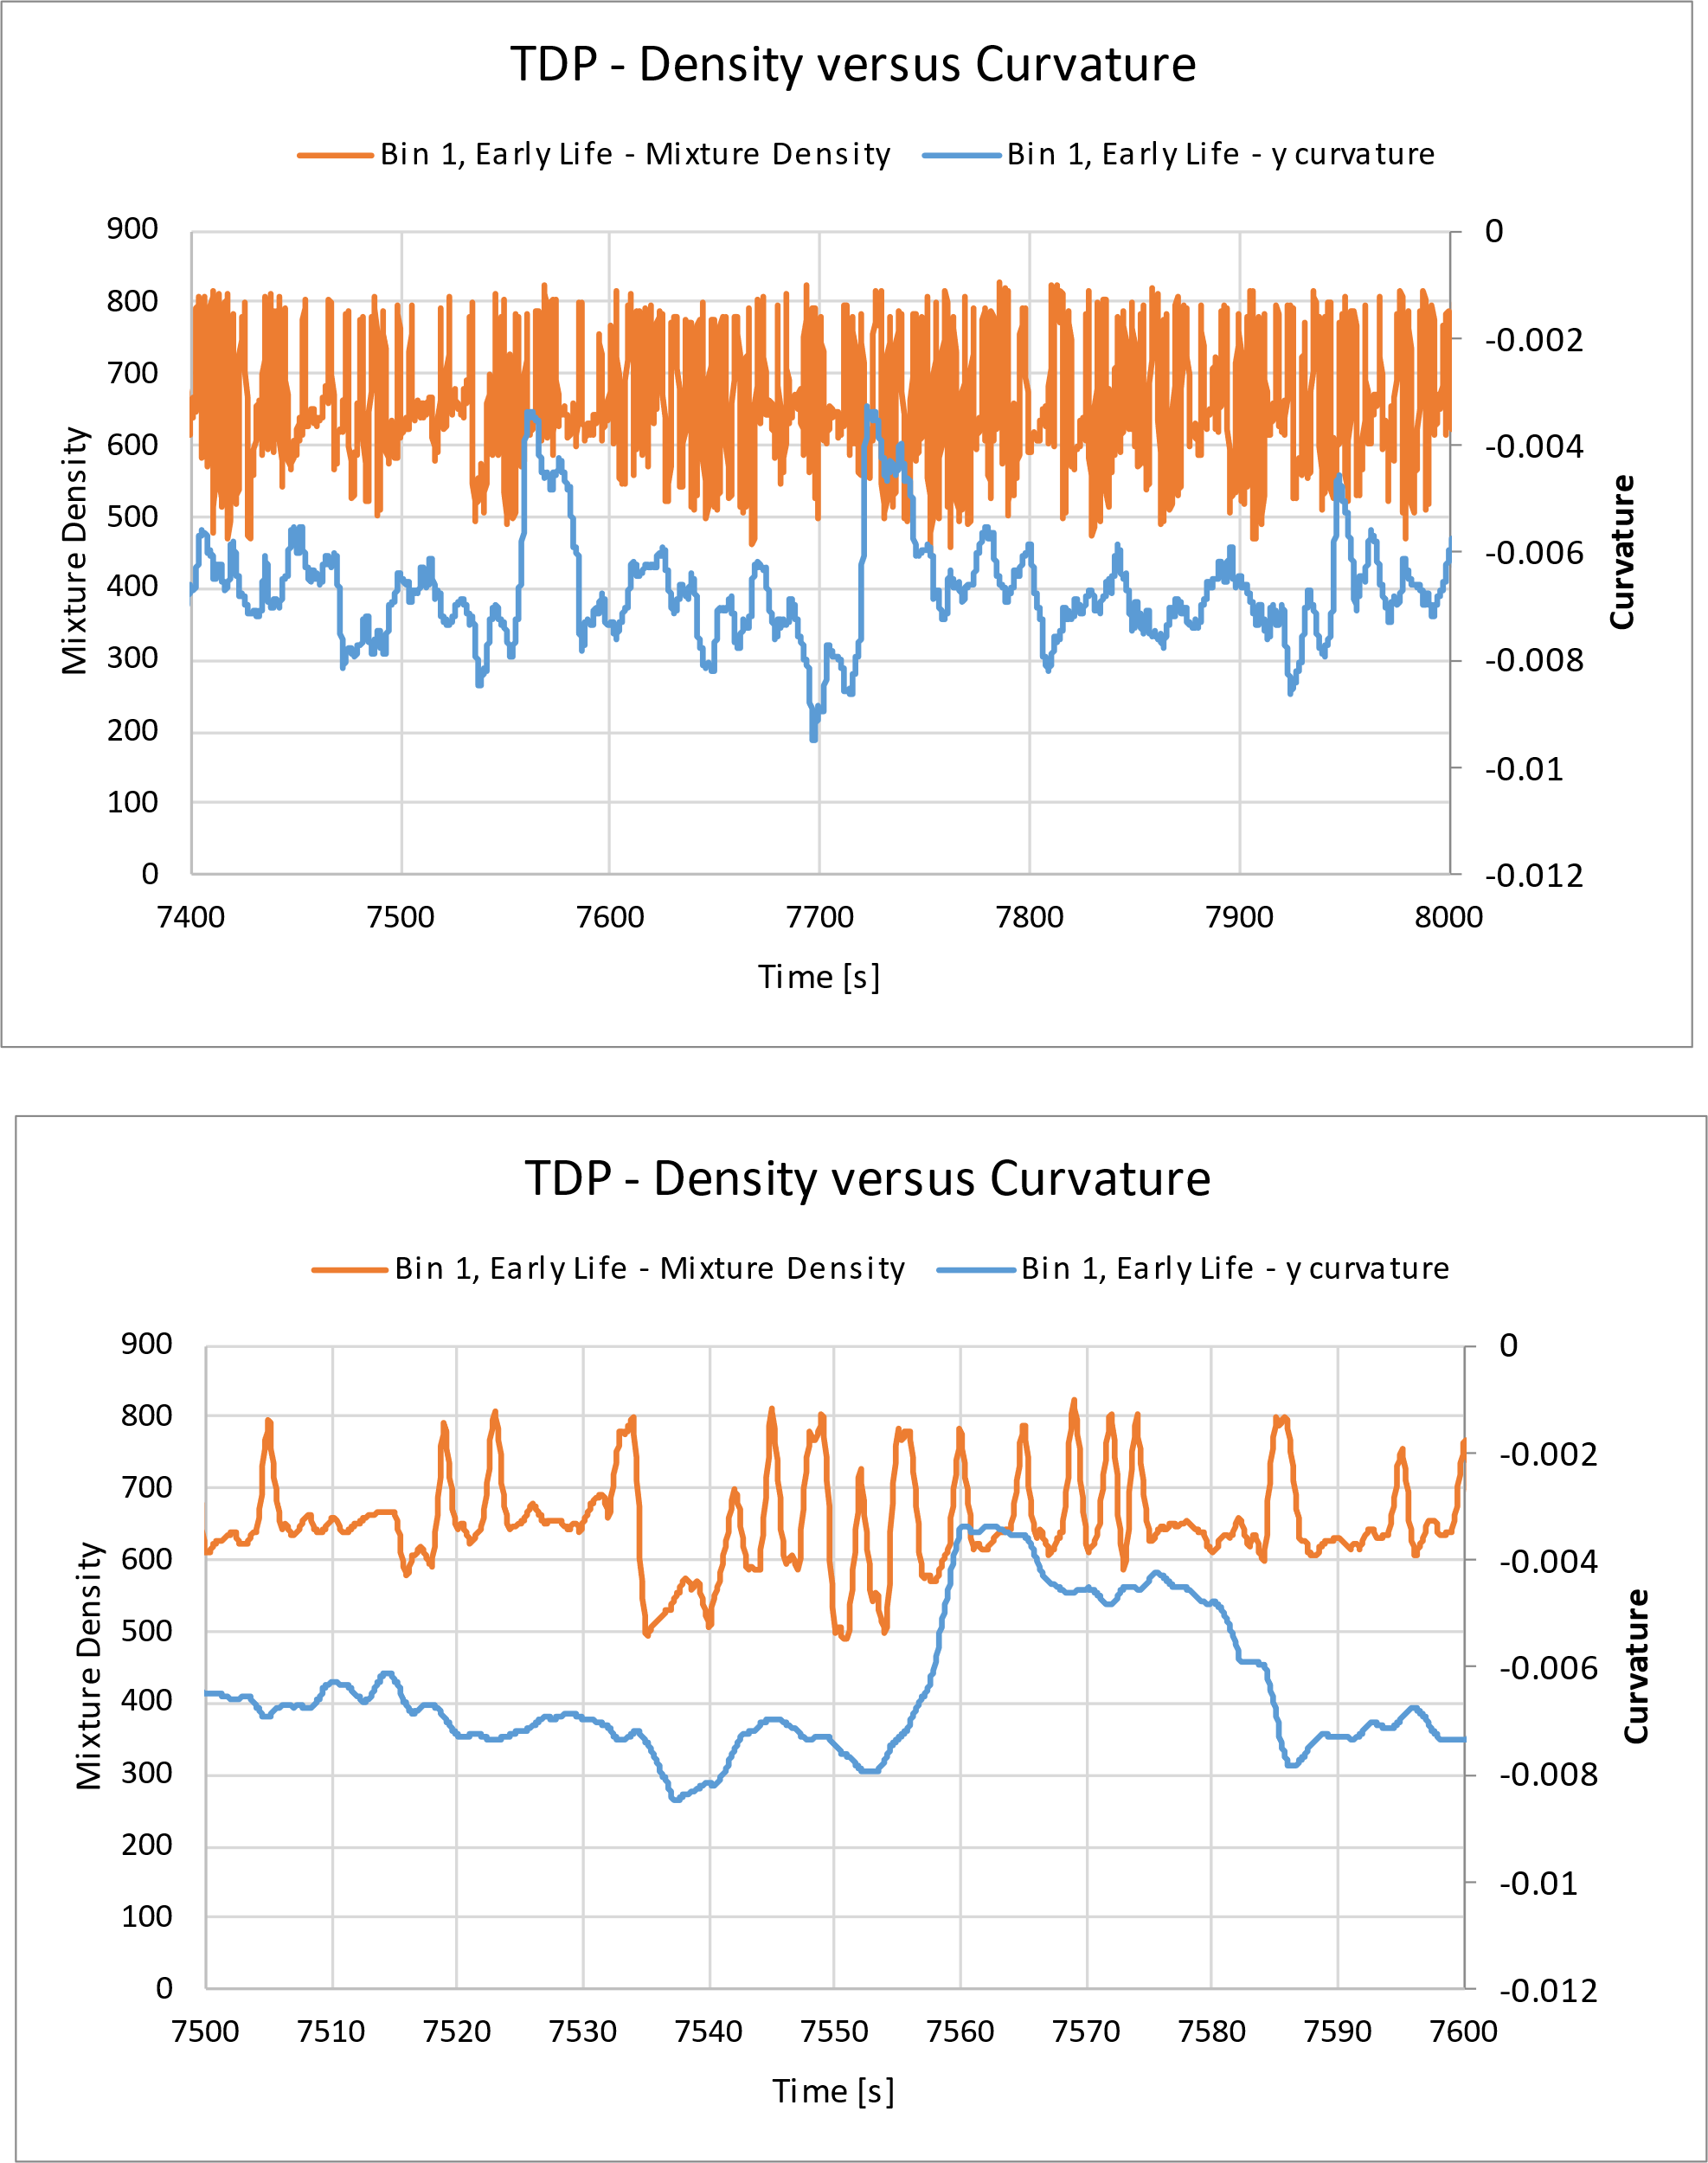 TDP - Density versus Curvature
Bin 1, Early Life - Mixture Density Bin 1, Early Life - y curvature
900
800
700
600
500
400
300
200
100
0
Mixture Density
0
-0.002
-0.004
-0.006
-0.008
-0.01
-0.012
Curvature
7400 7500 7600 7700 7800 7900 8000
Time [s]
TDP - Density versus Curvature
Bin 1, Early Life - Mixture Density Bin 1, Early Life - y curvature
900
800
700
600
500
400
300
200
100
0
Mixture Density
0
-0.002
-0.004
-0.006
-0.008
-0.01
-0.012
Curvature
7500 7510 7520 7530 7540 7550 7560 7570 7580 7590 7600
Time [s]